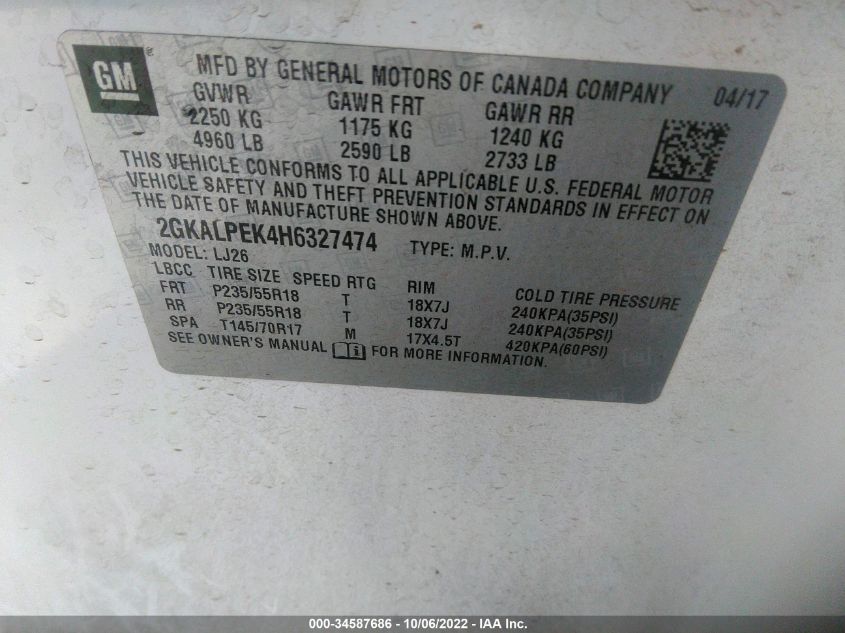 GM
MFD BY GENERAL MOTORS OF CANADA COMPANY 04/17
GVWR GAWR FRT GAWR RR
2250 KG 1175 KG 1240 KG
4960 LB 2590 LB 2733 LB
THIS VEHICLE CONFORMS TO ALL APPLICABLE U.S. FEDERAL MOTOR
VEHICLE SAFETY AND THEFT PREVENTION STANDARDS IN EFFECT ON
THE DATE OF MANUFACTURE SHOWN ABOVE.
2GKALPEK4H6327474 TYPE: M.P.V.
MODEL: LJ26
LBCC TIRE SIZE SPEED RTG RIM COLD TIRE PRESSURE
FRT P235/55R18 T 18X7J 240KPA(35PSI)
RR P235/55R18 T 18X7J 240KPA(35PSI)
SPA T145/70R17 M 17X4.5T 420KPA(60PSI)
SEE OWNER'S MANUAL FOR MORE INFORMATION.
000-34587686 - 10/06/2022 - IAA Inc.